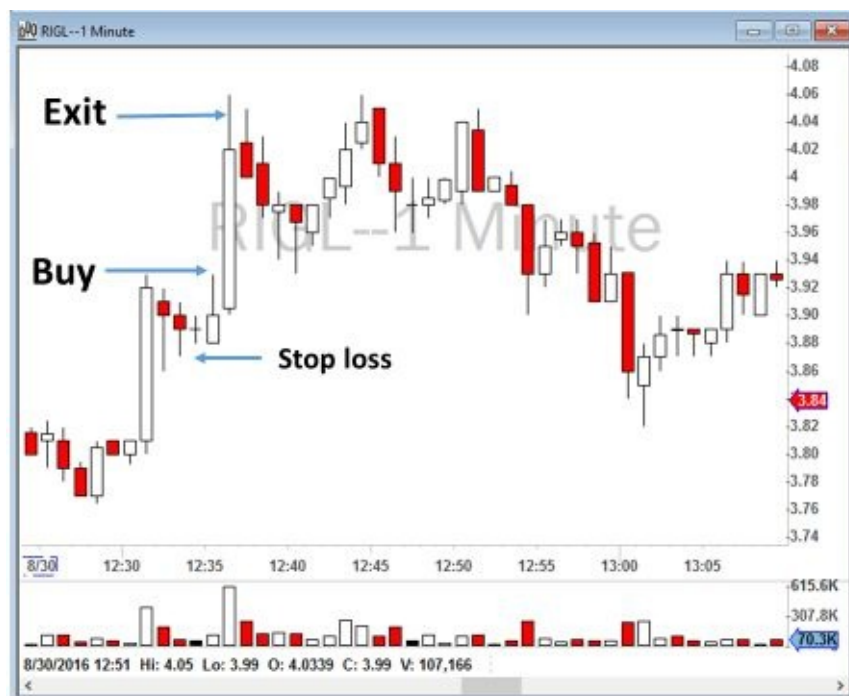 RIGL--1 Minute
4.08
Exit
4.06
4.04
4.02
4
3.98
RIGL--1 Minute
3.96
Buy
3.94
3.92
3.90
3.88
Stop loss
3.86
3.84
3.82
3.80
3.78
3.76
3.74
8/30 12:30 12:35 12:40 12:45 12:50 12:55 13:00 13:05
615.6K
307.8K
70.3K
8/30/2016 12:51 Hi: 4.05 Lo: 3.99 O: 4.0339 C: 3.99 V: 107,166